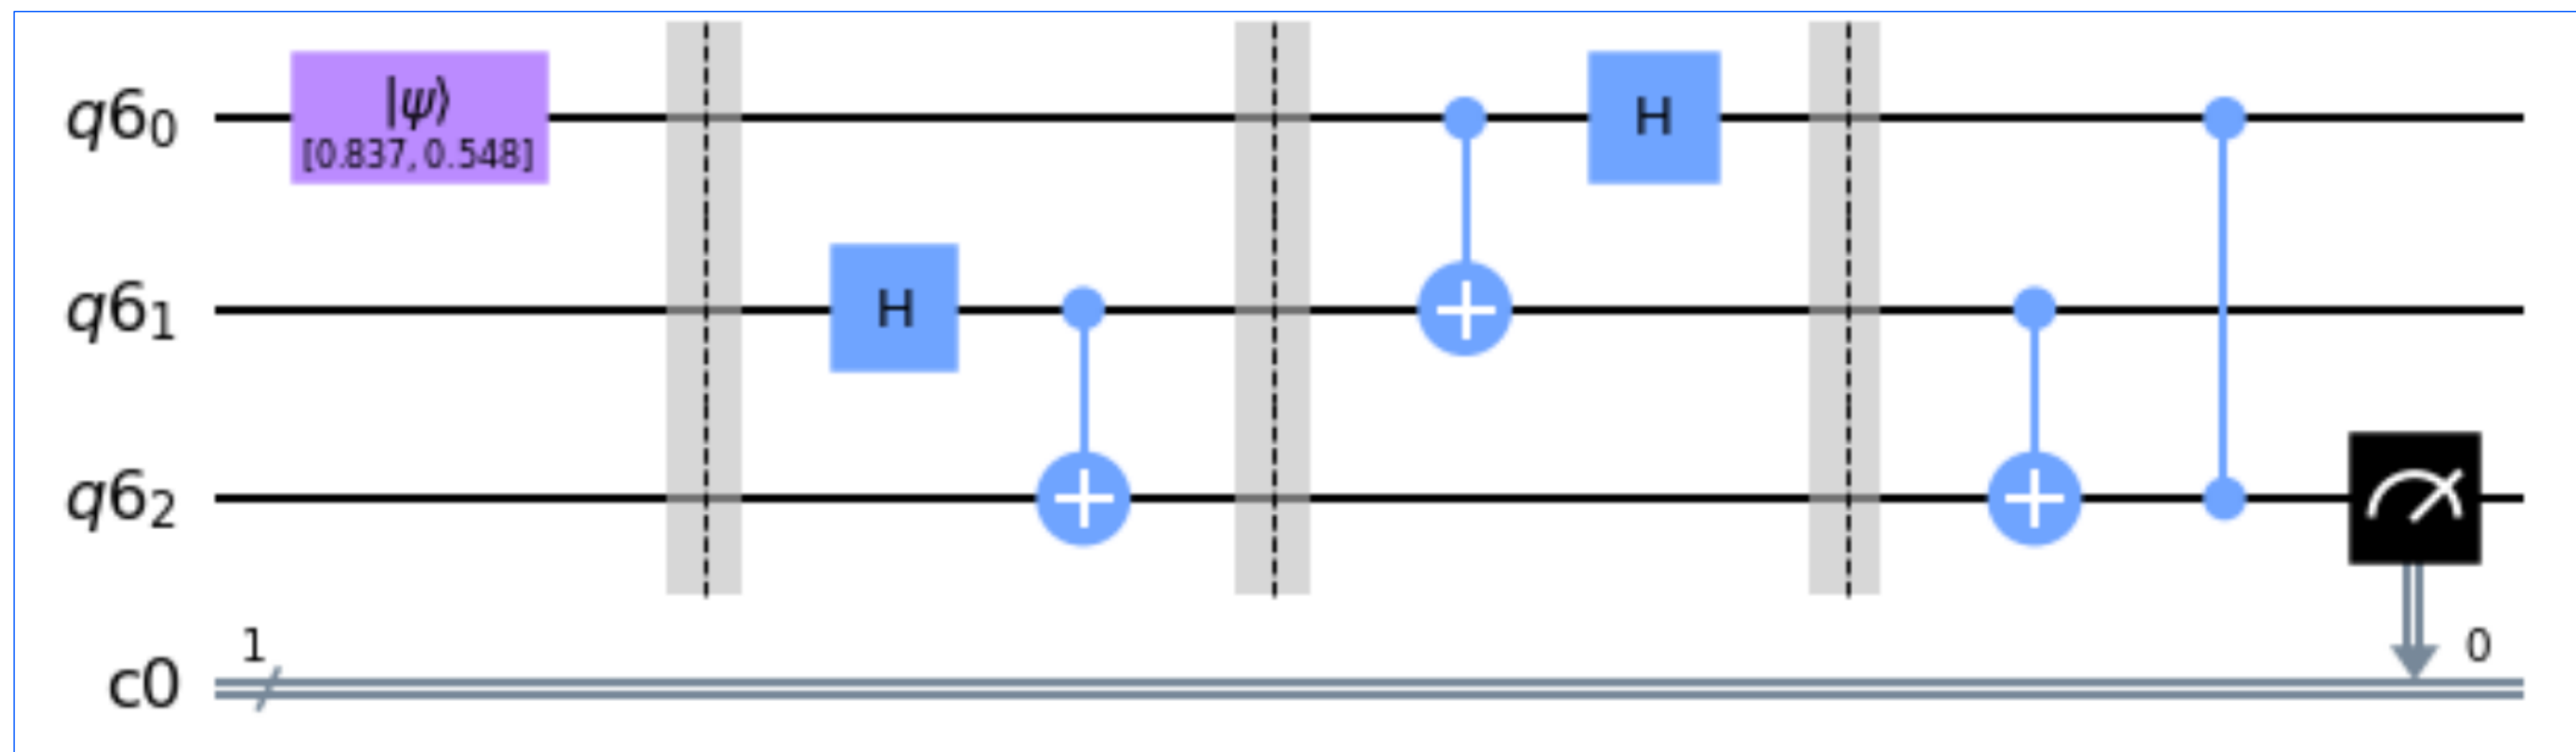 q6₀ |ψ⟩ H
[0.837, 0.548]
q6₁ H
q6₂
1 0
c0